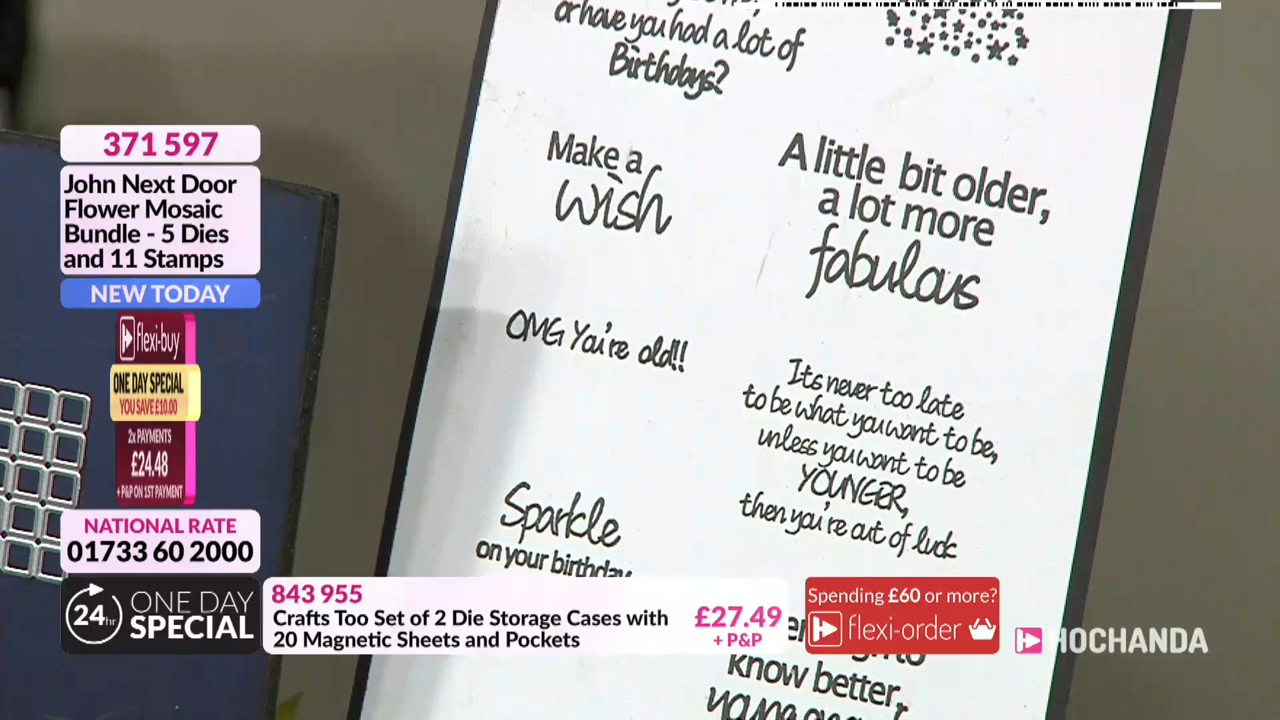 or have you had a lot of
Birthdays?
Make a
wish
A little bit older,
a lot more
fabulous
OMG You're old!!
Its never too late
to be what you want to be,
unless you want to be
YOUNGER,
then you're out of luck
Sparkle
on your birthday
know better,
371 597
John Next Door
Flower Mosaic
Bundle - 5 Dies
and 11 Stamps
NEW TODAY
flexi-buy
ONE DAY SPECIAL
YOU SAVE £10.00
2x PAYMENTS
£24.48
+ P&P ON 1ST PAYMENT
NATIONAL RATE
01733 60 2000
24hr
ONE DAY
SPECIAL
843 955
Crafts Too Set of 2 Die Storage Cases with
20 Magnetic Sheets and Pockets
£27.49
+ P&P
Spending £60 or more?
flexi-order
HOCHANDA